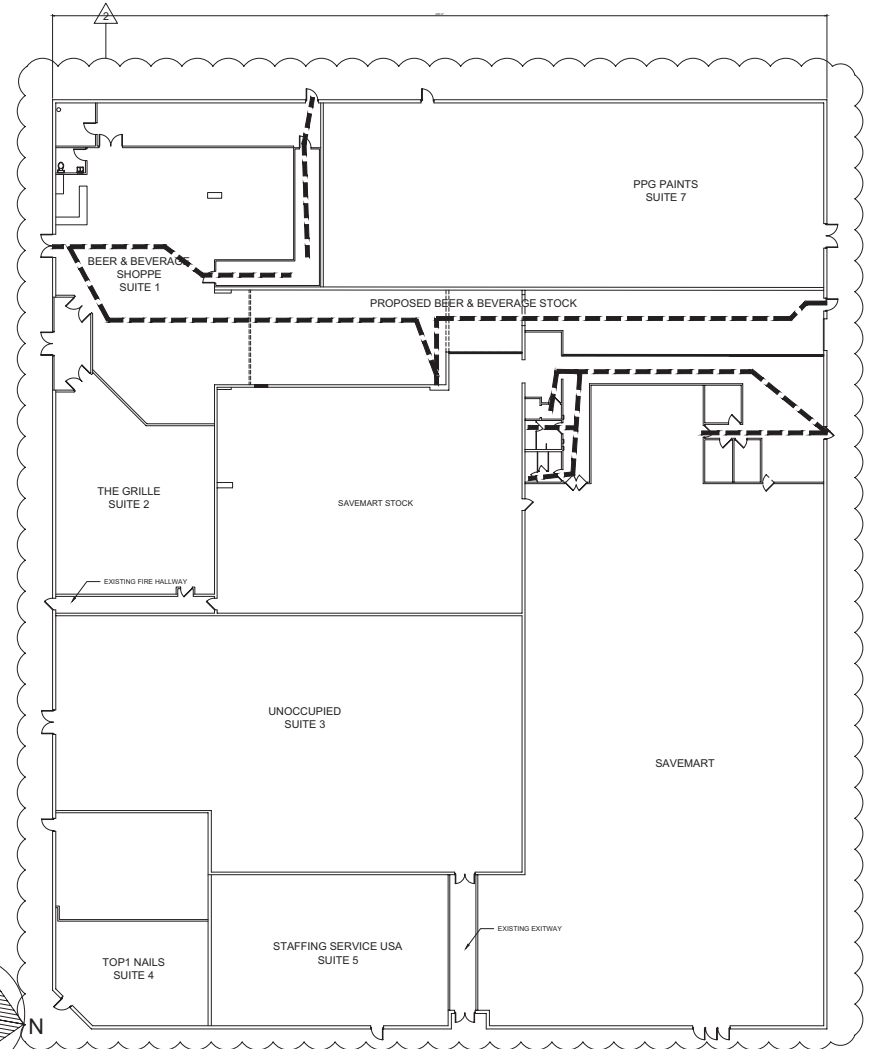 2
PPG PAINTS
SUITE 7
BEER & BEVERAGE
SHOPPE
SUITE 1
PROPOSED BEER & BEVERAGE STOCK
THE GRILLE
SUITE 2
SAVEMART STOCK
EXISTING FIRE HALLWAY
UNOCCUPIED
SUITE 3
SAVEMART
EXISTING EXITWAY
STAFFING SERVICE USA
SUITE 5
TOP1 NAILS
SUITE 4
N